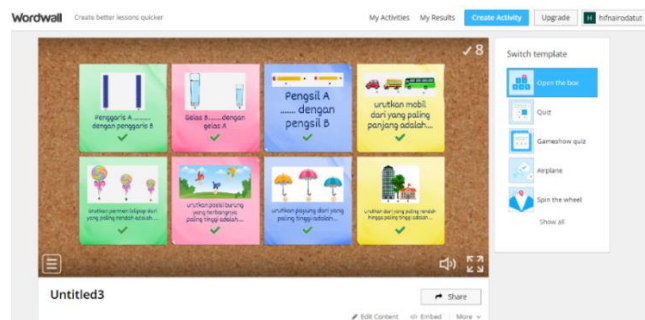 Wordwall Create better lessons quicker My Activities My Results Create Activity Upgrade H hifnairodatut
✓ 8
Switch template
Open the box
Quiz
Gameshow quiz
Airplane
Spin the wheel
Show all
Penggaris A ..........
dengan penggaris B
Gelas B....... dengan
gelas A
Pengsil A
....... dengan
pengsil B
urutkan mobil
dari yang paling
panjang adalah....
urutkan permen lolipop dari
yang paling rendah adalah....
urutkan posisi burung
yang terbangnya
paling tinggi adalah....
urutkan payung dari yang
paling tinggi adalah....
urutkan dari yang paling rendah
hingga paling tinggi adalah....
Untitled3
Share
Edit Content Embed More